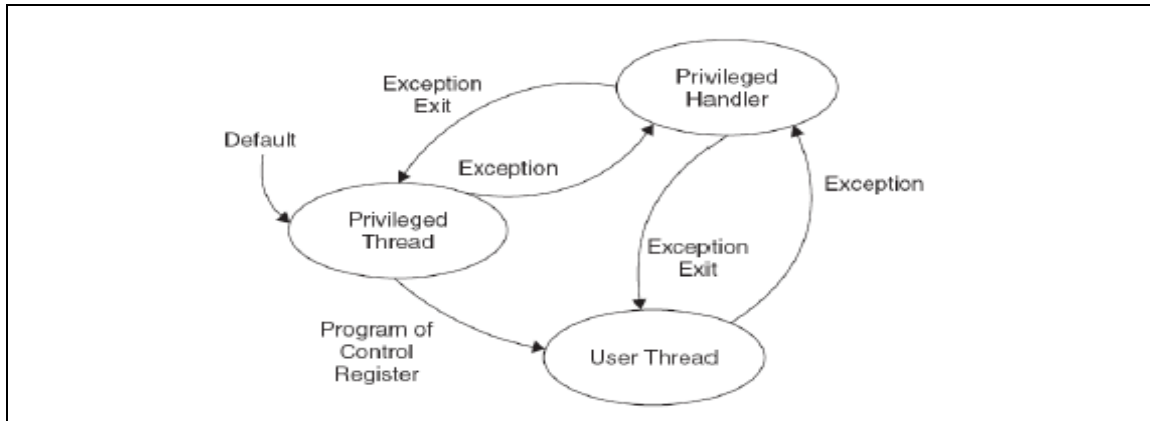 Privileged
Handler
Exception
Exit
Default
Exception
Exception
Privileged
Thread
Exception
Exit
Program of
Control
Register
User Thread